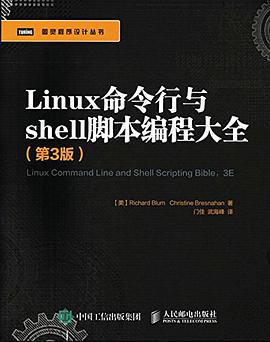 TURING 图灵程序设计丛书
Linux命令行与
shell脚本编程大全
(第3版)
Linux Command Line and Shell Scripting Bible, 3E
[美] Richard Blum Christine Bresnahan 著
门佳 武海峰 译
中国工信出版集团 人民邮电出版社